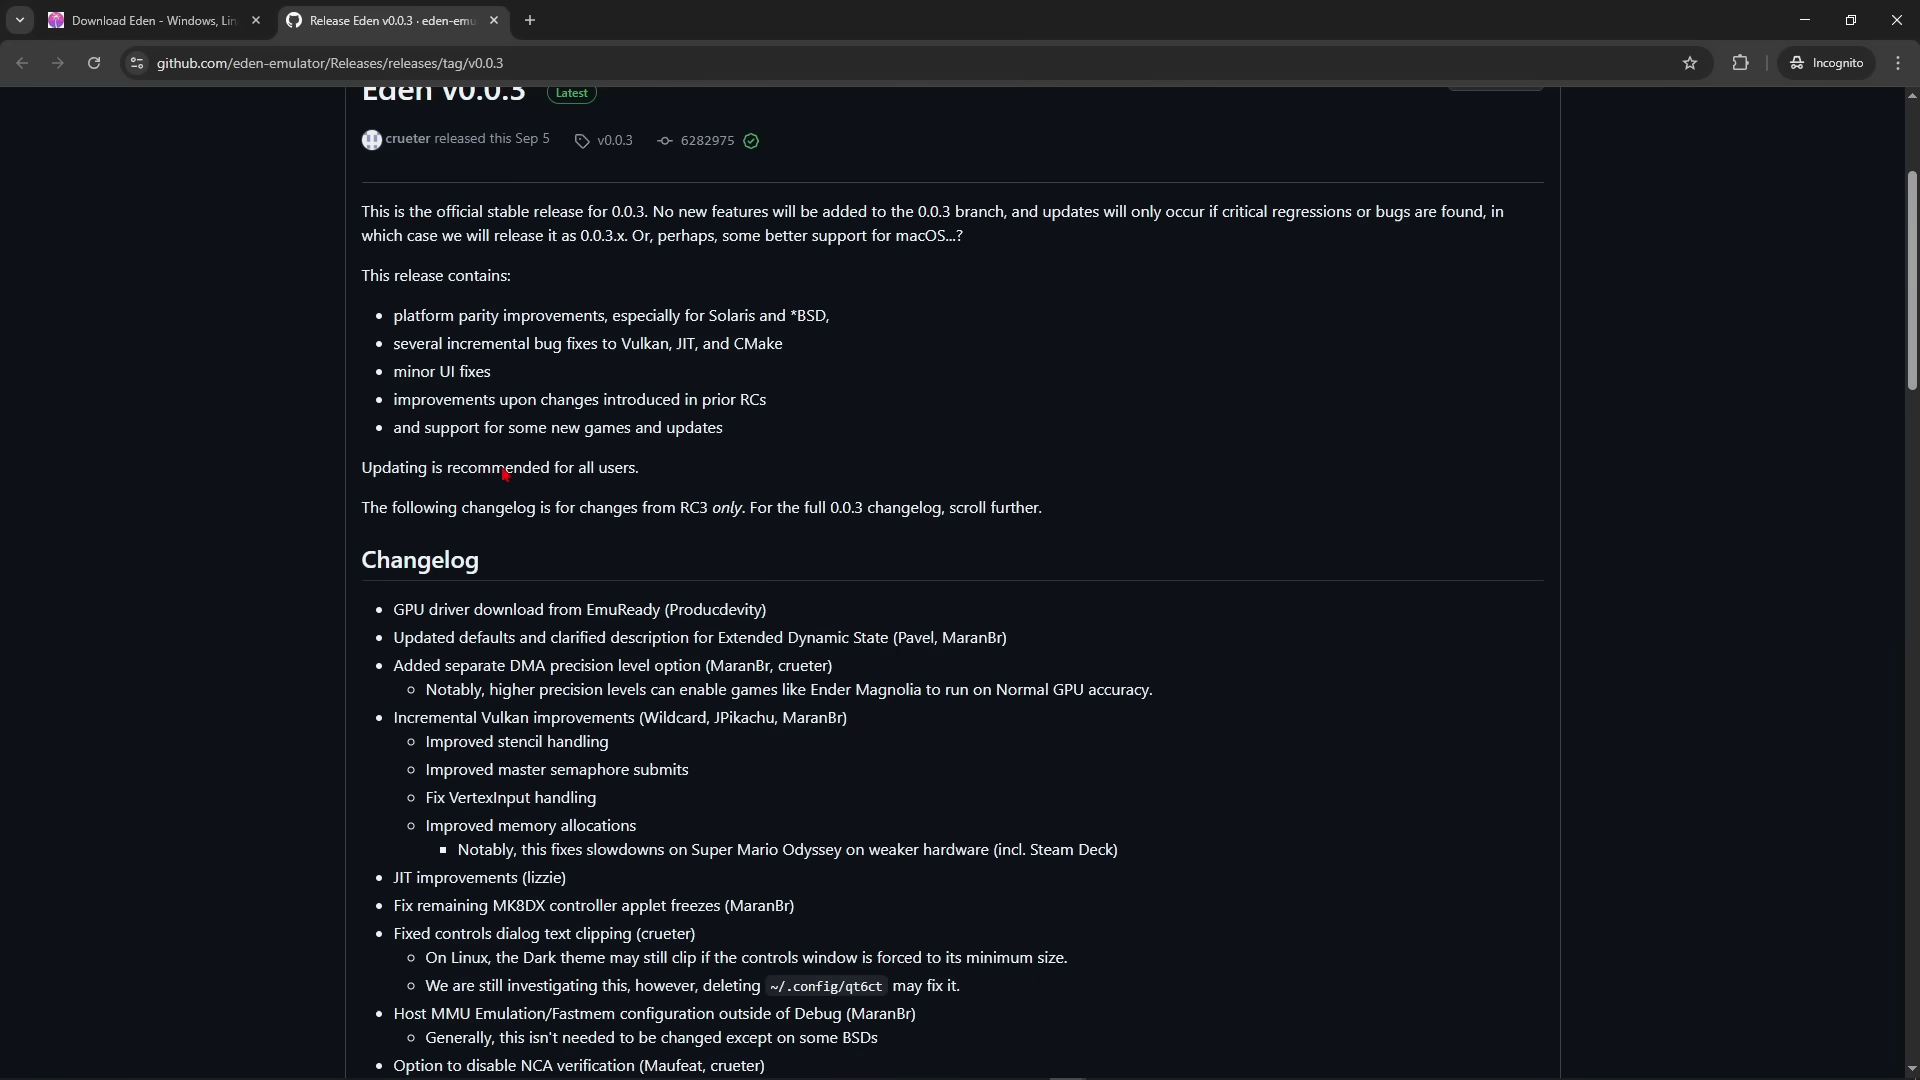 Download Eden - Windows, Lin
Release Eden v0.0.3 · eden-emu
github.com/eden-emulator/Releases/releases/tag/v0.0.3
Incognito
Eden v0.0.3 Latest
crueter released this Sep 5 v0.0.3 6282975
This is the official stable release for 0.0.3. No new features will be added to the 0.0.3 branch, and updates will only occur if critical regressions or bugs are found, in
which case we will release it as 0.0.3.x. Or, perhaps, some better support for macOS...?
This release contains:
• platform parity improvements, especially for Solaris and *BSD,
• several incremental bug fixes to Vulkan, JIT, and CMake
• minor UI fixes
• improvements upon changes introduced in prior RCs
• and support for some new games and updates
Updating is recommended for all users.
The following changelog is for changes from RC3 only. For the full 0.0.3 changelog, scroll further.
Changelog
• GPU driver download from EmuReady (Producdevity)
• Updated defaults and clarified description for Extended Dynamic State (Pavel, MaranBr)
• Added separate DMA precision level option (MaranBr, crueter)
◦ Notably, higher precision levels can enable games like Ender Magnolia to run on Normal GPU accuracy.
• Incremental Vulkan improvements (Wildcard, JPikachu, MaranBr)
◦ Improved stencil handling
◦ Improved master semaphore submits
◦ Fix VertexInput handling
◦ Improved memory allocations
▪ Notably, this fixes slowdowns on Super Mario Odyssey on weaker hardware (incl. Steam Deck)
• JIT improvements (lizzie)
• Fix remaining MK8DX controller applet freezes (MaranBr)
• Fixed controls dialog text clipping (crueter)
◦ On Linux, the Dark theme may still clip if the controls window is forced to its minimum size.
◦ We are still investigating this, however, deleting ~/.config/qt6ct may fix it.
• Host MMU Emulation/Fastmem configuration outside of Debug (MaranBr)
◦ Generally, this isn't needed to be changed except on some BSDs
• Option to disable NCA verification (Maufeat, crueter)